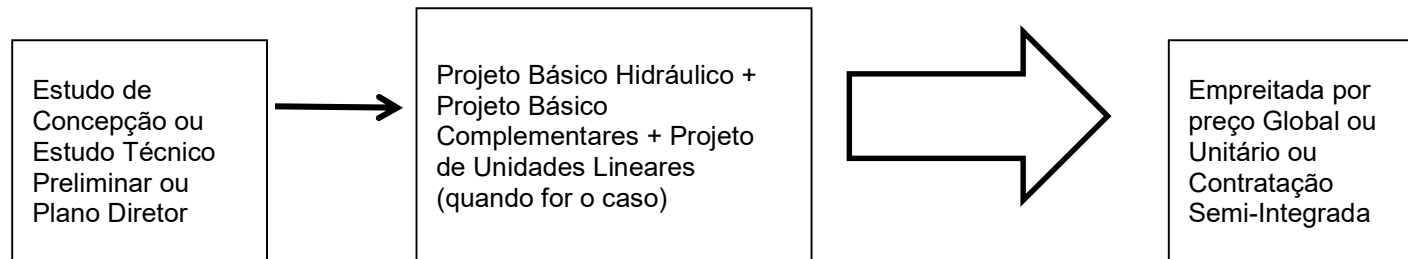 Estudo de
Concepção ou
Estudo Técnico
Preliminar ou
Plano Diretor
Projeto Básico Hidráulico +
Projeto Básico
Complementares + Projeto
de Unidades Lineares
(quando for o caso)
Empreitada por
preço Global ou
Unitário ou
Contratação
Semi-Integrada